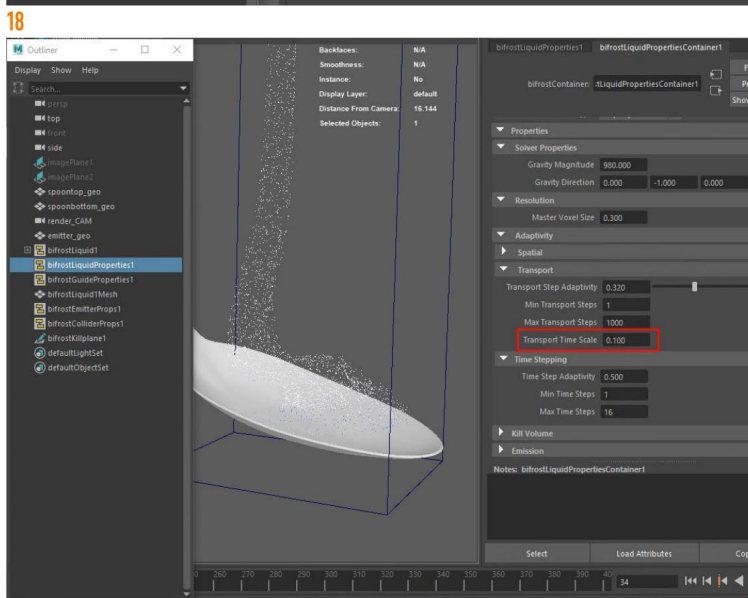 18
Outliner
Display Show Help
Search...
persp
top
front
side
imagePlane1
imagePlane2
spoontop_geo
spoonbottom_geo
render_CAM
emitter_geo
bifrostLiquid1
bifrostLiquidProperties1
bifrostGuideProperties1
bifrostLiquid1Mesh
bifrostEmitterProps1
bifrostColliderProps1
bifrostKillplane1
defaultLightSet
defaultObjectSet
Backfaces: N/A
Smoothness: N/A
Instance: No
Display Layer: default
Distance From Camera: 16.144
Selected Objects: 1
bifrostLiquidProperties1 bifrostLiquidPropertiesContainer1
bifrostContainer: tLiquidPropertiesContainer1
Show
Properties
Solver Properties
Gravity Magnitude 980.000
Gravity Direction 0.000 -1.000 0.000
Resolution
Master Voxel Size 0.300
Adaptivity
Spatial
Transport
Transport Step Adaptivity 0.320
Min Transport Steps 1
Max Transport Steps 1000
Transport Time Scale 0.100
Time Stepping
Time Step Adaptivity 0.500
Min Time Steps 1
Max Time Steps 16
Kill Volume
Emission
Notes: bifrostLiquidPropertiesContainer1
Select Load Attributes Cop
260 270 280 290 300 310 320 330 340 350 360 370 380 390 40 34